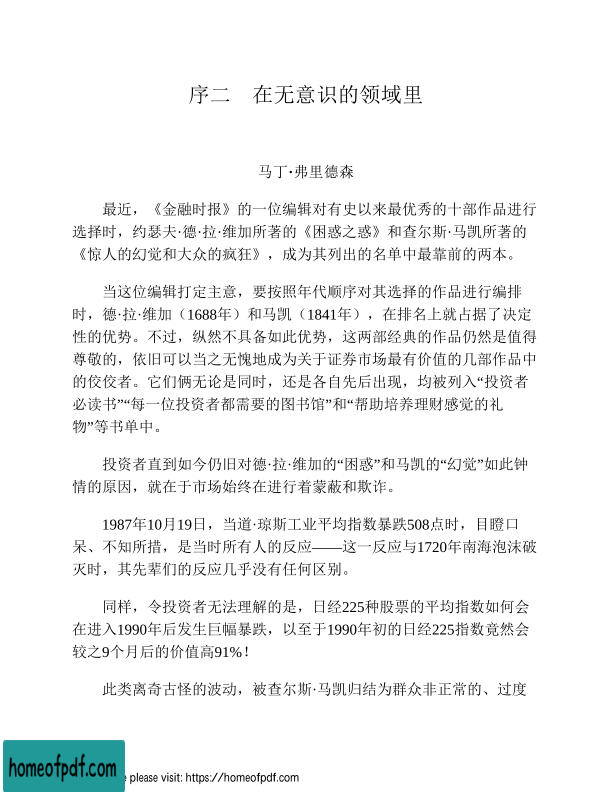 序二　在无意识的领域里
马丁·弗里德森
最近，《金融时报》的一位编辑对有史以来最优秀的十部作品进行
选择时，约瑟夫·德·拉·维加所著的《困惑之惑》和查尔斯·马凯所著的
《惊人的幻觉和大众的疯狂》，成为其列出的名单中最靠前的两本。
当这位编辑打定主意，要按照年代顺序对其选择的作品进行编排
时，德·拉·维加（1688年）和马凯（1841年），在排名上就占据了决定
性的优势。不过，纵然不具备如此优势，这两部经典的作品仍然是值得
尊敬的，依旧可以当之无愧地成为关于证券市场最有价值的几部作品中
的佼佼者。它们俩无论是同时，还是各自先后出现，均被列入“投资者
必读书”“每一位投资者都需要的图书馆”和“帮助培养理财感觉的礼
物”等书单中。
投资者直到如今仍旧对德·拉·维加的“困惑”和马凯的“幻觉”如此钟
情的原因，就在于市场始终在进行着蒙蔽和欺诈。
1987年10月19日，当道·琼斯工业平均指数暴跌508点时，目瞪口
呆、不知所措，是当时所有人的反应——这一反应与1720年南海泡沫破
灭时，其先辈们的反应几乎没有任何区别。
同样，令投资者无法理解的是，日经225种股票的平均指数如何会
在进入1990年后发生巨幅暴跌，以至于1990年初的日经225指数竟然会
较之9个月后的价值高91%！
此类离奇古怪的波动，被查尔斯·马凯归结为群众非正常的、过度
homeofpdf.com
e please visit: https://homeofpdf.com